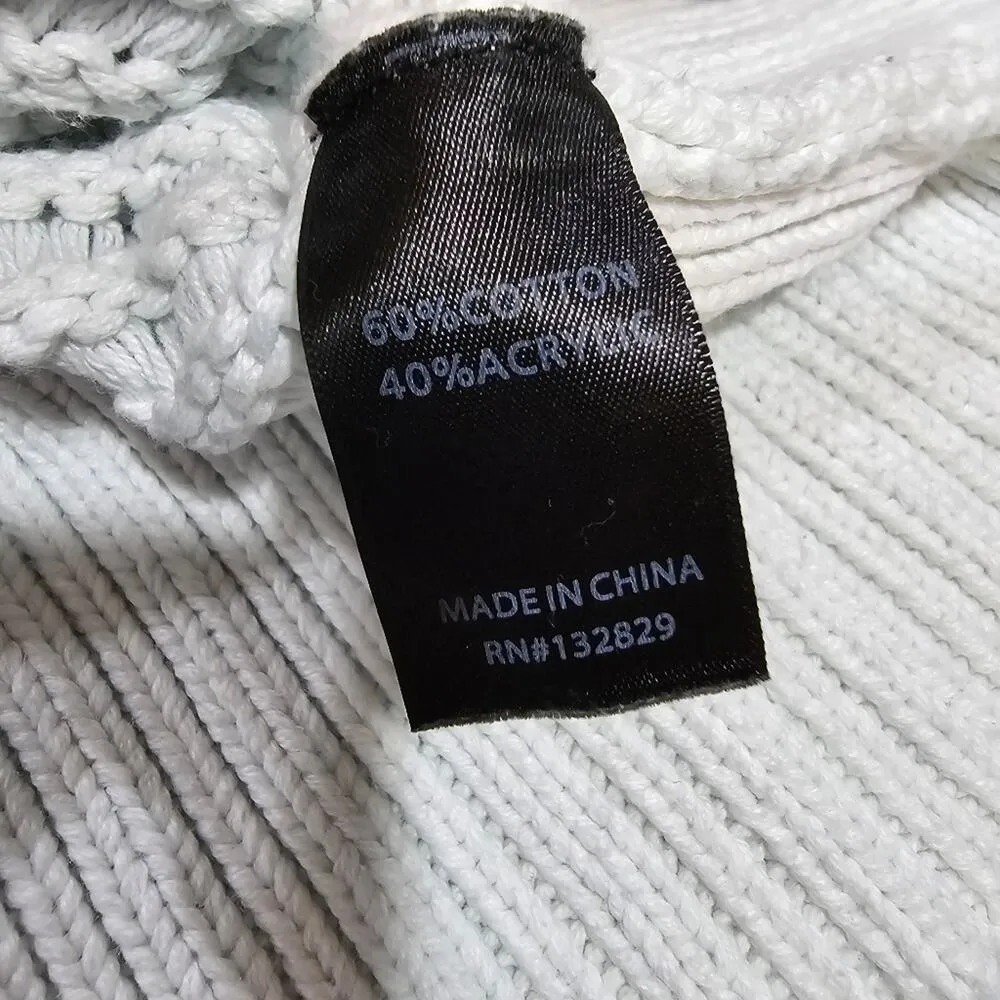 60%COTTON
40%ACRYLIC
MADE IN CHINA
RN#132829